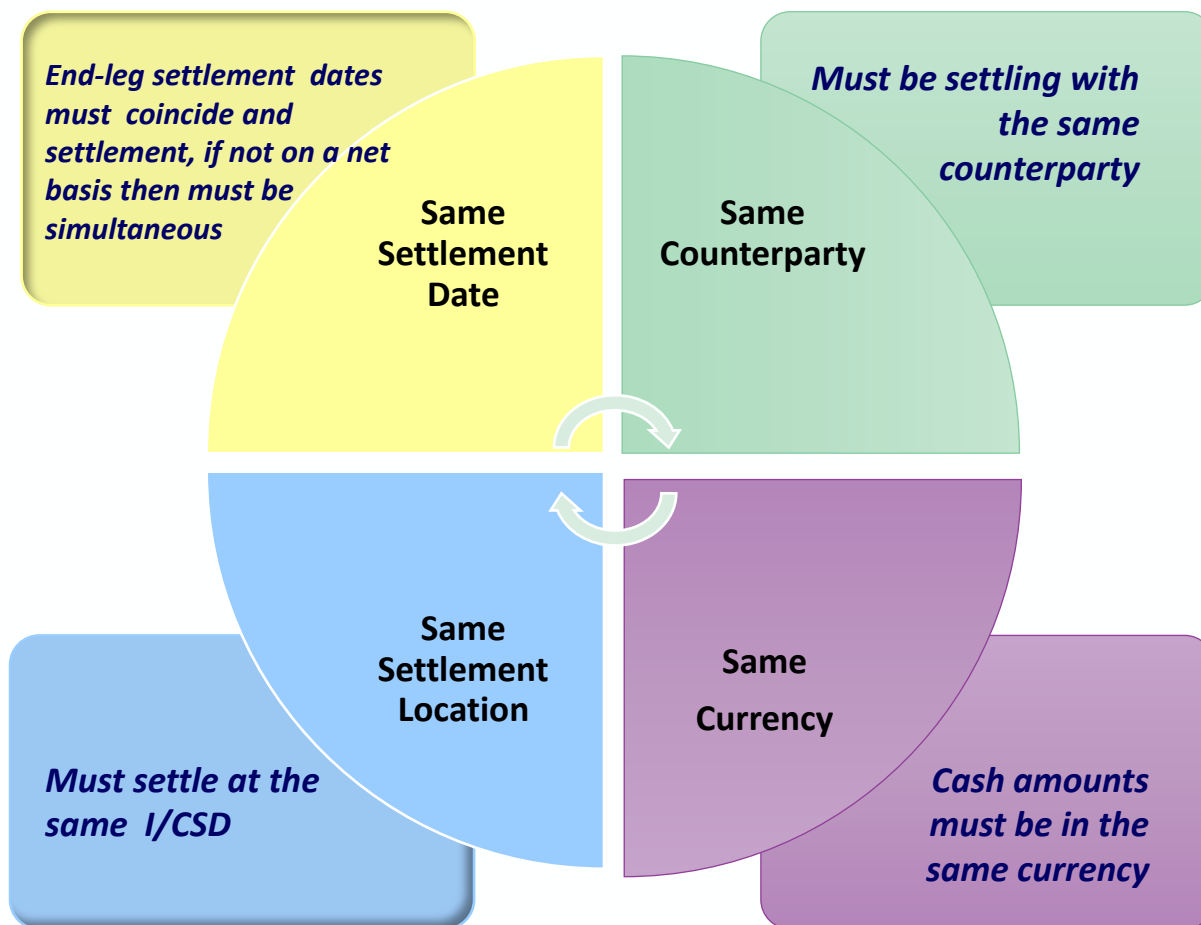 End-leg settlement dates
must coincide and
settlement, if not on a net
basis then must be
simultaneous
Must be settling with
the same
counterparty
Same
Settlement
Date
Same
Counterparty
Same
Settlement
Location
Same
Currency
Must settle at the
same I/CSD
Cash amounts
must be in the
same currency